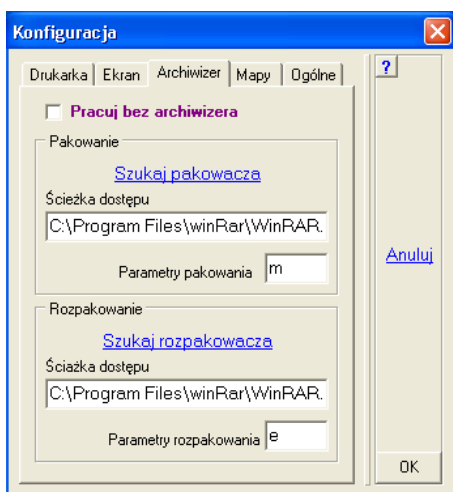 Konfiguracja
Drukarka Ekran Archiwizer Mapy Ogólne ?
Pracuj bez archiwizera
Pakowanie
Szukaj pakowacza
Ścieżka dostępu
C:\Program Files\winRar\WinRAR.
Parametry pakowania m
Anuluj
Rozpakowanie
Szukaj rozpakowacza
Ściażka dostępu
C:\Program Files\winRar\WinRAR.
Parametry rozpakowania e
OK